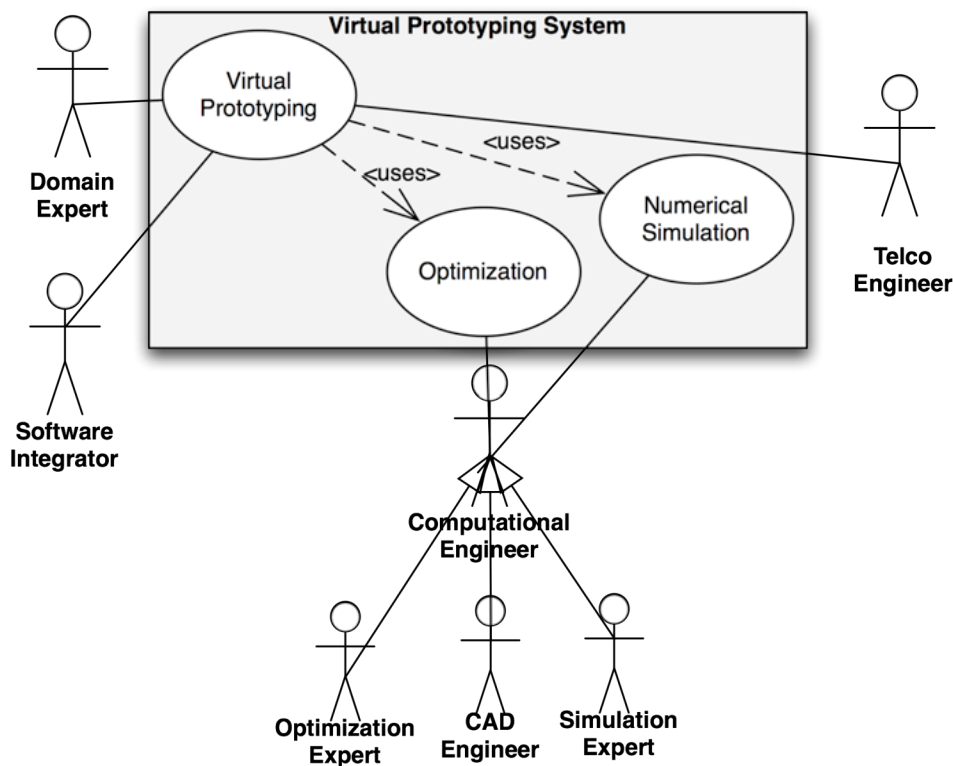 Virtual Prototyping System
Virtual
Prototyping
<uses>
<uses>
Domain
Expert
Numerical
Simulation
Telco
Engineer
Optimization
Software
Integrator
Computational
Engineer
Optimization
Expert
CAD
Engineer
Simulation
Expert